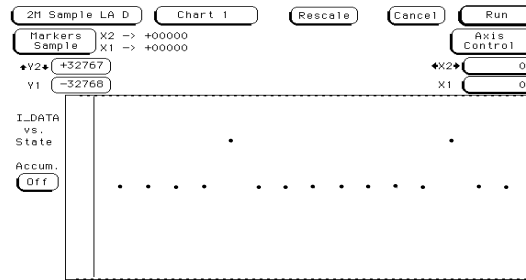 2M Sample LA D Chart 1 Rescale Cancel Run
Markers Sample X2 -> +00000
X1 -> +00000
Axis Control
Y2 +32767 X2 0
Y1 -32768 X1 0
I_DATA
vs.
State
Accum.
Off